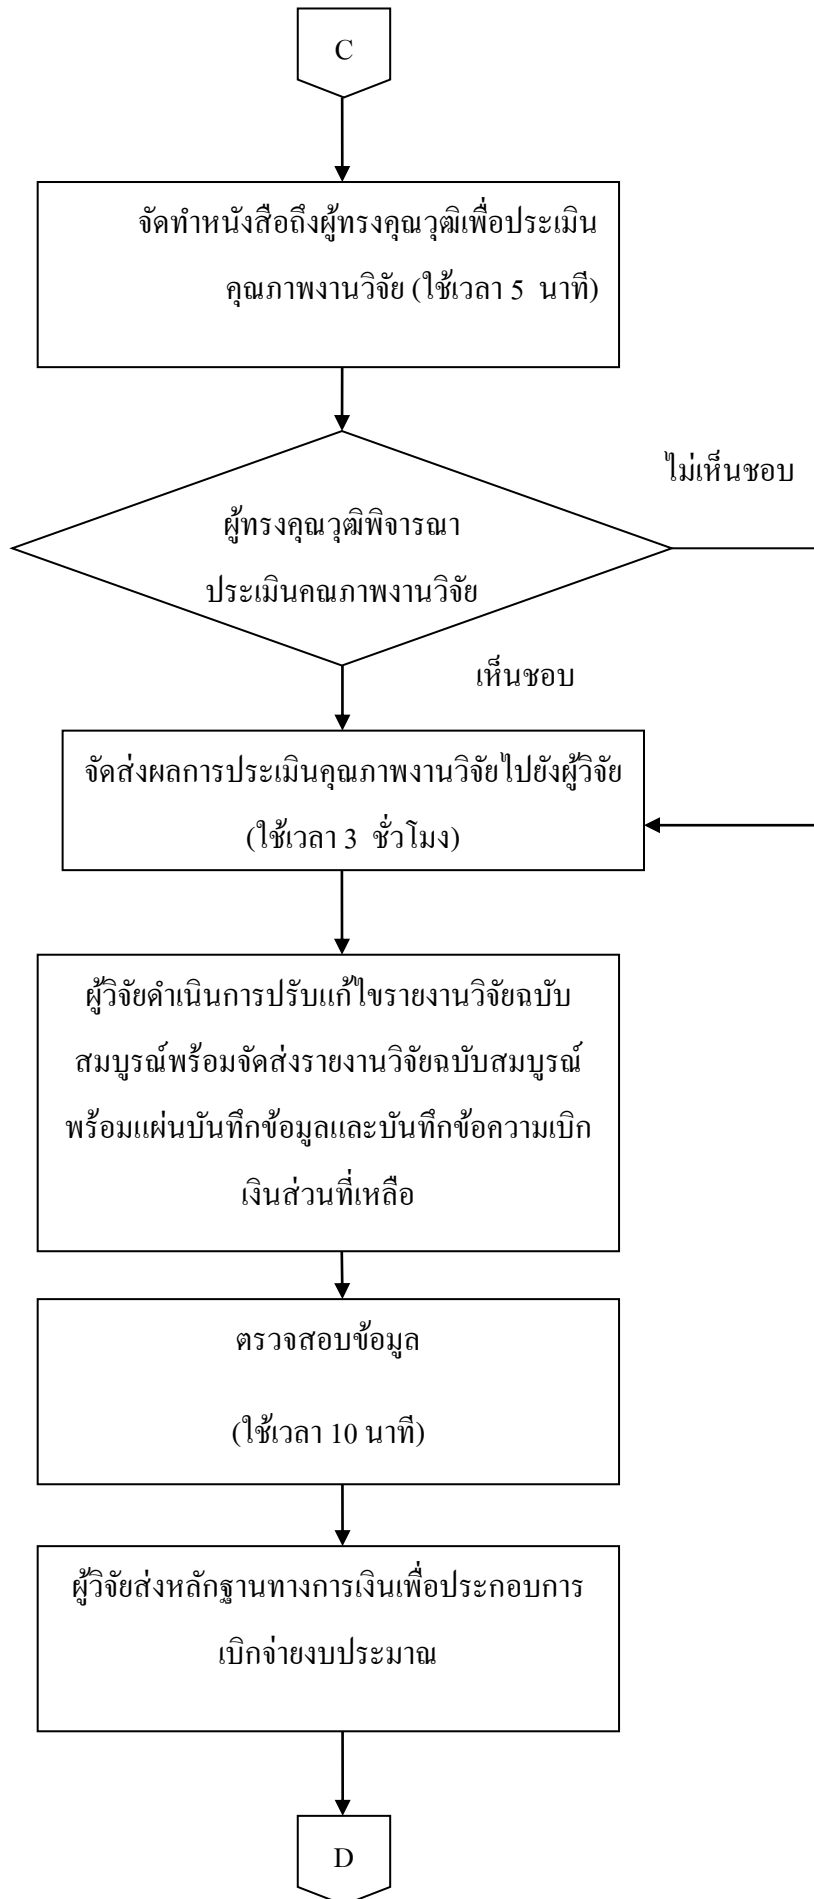 C
จัดทำหนังสือถึงผู้ทรงคุณวุฒิเพื่อประเมิน
คุณภาพงานวิจัย (ใช้เวลา 5 นาที)
ไม่เห็นชอบ
ผู้ทรงคุณวุฒิพิจารณา
ประเมินคณภาพงานวิจัย
เห็นชอบ
จัดส่งผลการประเมินคุณภาพงานวิจัยไปยังผู้วิจัย
(ใช้เวลา 3 ชั่วโมง)
ผู้วิจัยดำเนินการปรับแก้ไขรายงานวิจัยฉบับ
สมบูรณ์พร้อมจัดส่งรายงานวิจัยฉบับสมบูรณ์
พร้อมแผ่นบันทึกข้อมูลและบันทึกข้อความเบิก
เงินส่วนที่เหลือ
ตรวจสอบข้อมูล
(ใช้เวลา 10 นาที)
ผู้วิจัยส่งหลักฐานทางการเงินเพื่อประกอบการ
เบิกจ่ายงบประมาณ
D